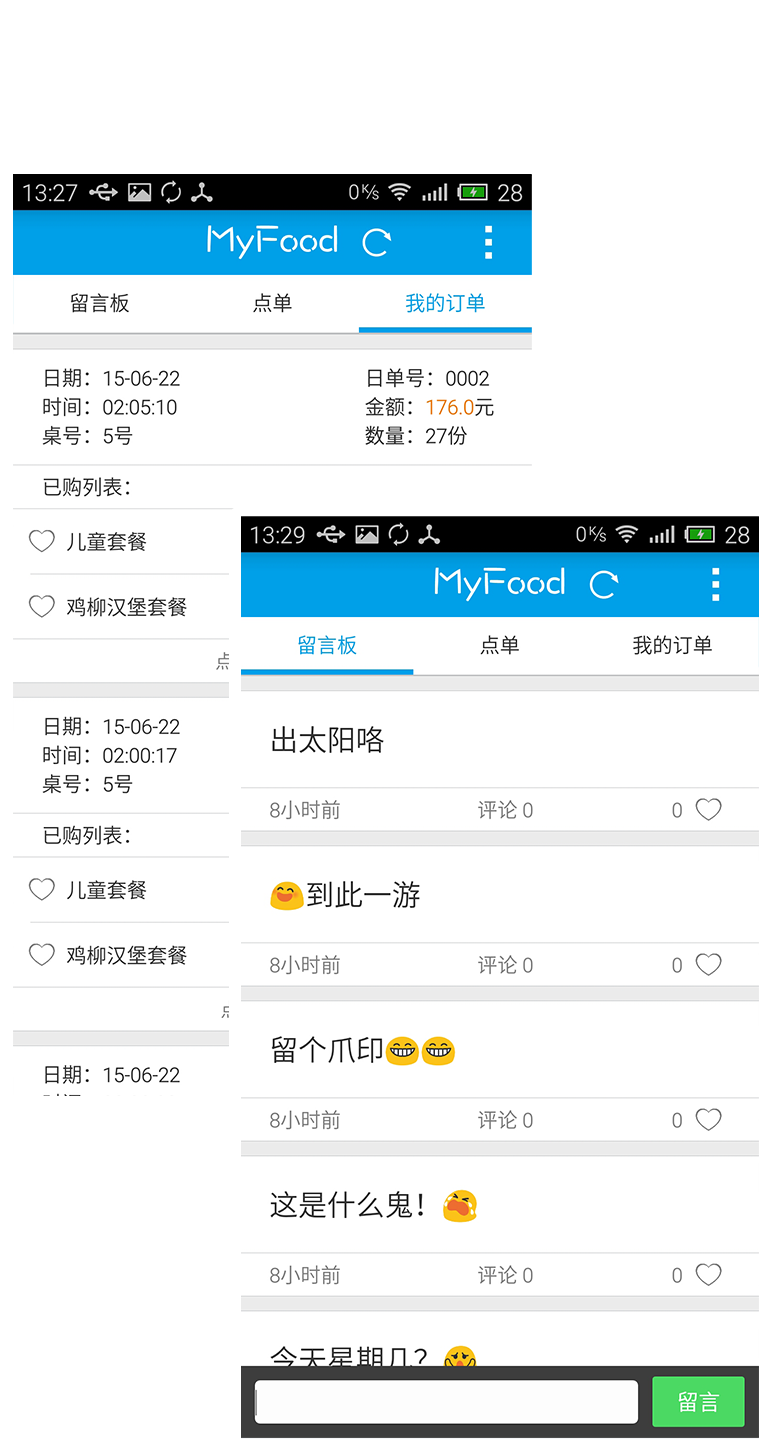 13:27 0K/s 28
MyFood
留言板 点单 我的订单
日期：15-06-22 日单号：0002
时间：02:05:10 金额：176.0元
桌号：5号 数量：27份
已购列表：
儿童套餐
鸡柳汉堡套餐
日期：15-06-22
时间：02:00:17
桌号：5号
已购列表：
儿童套餐
鸡柳汉堡套餐
日期：15-06-22
13:29 0K/s 28
MyFood
留言板 点单 我的订单
出太阳咯
8小时前 评论 0 0
😄到此一游
8小时前 评论 0 0
留个爪印😁😁
8小时前 评论 0 0
这是什么鬼！😭
8小时前 评论 0 0
今天星期几？
留言